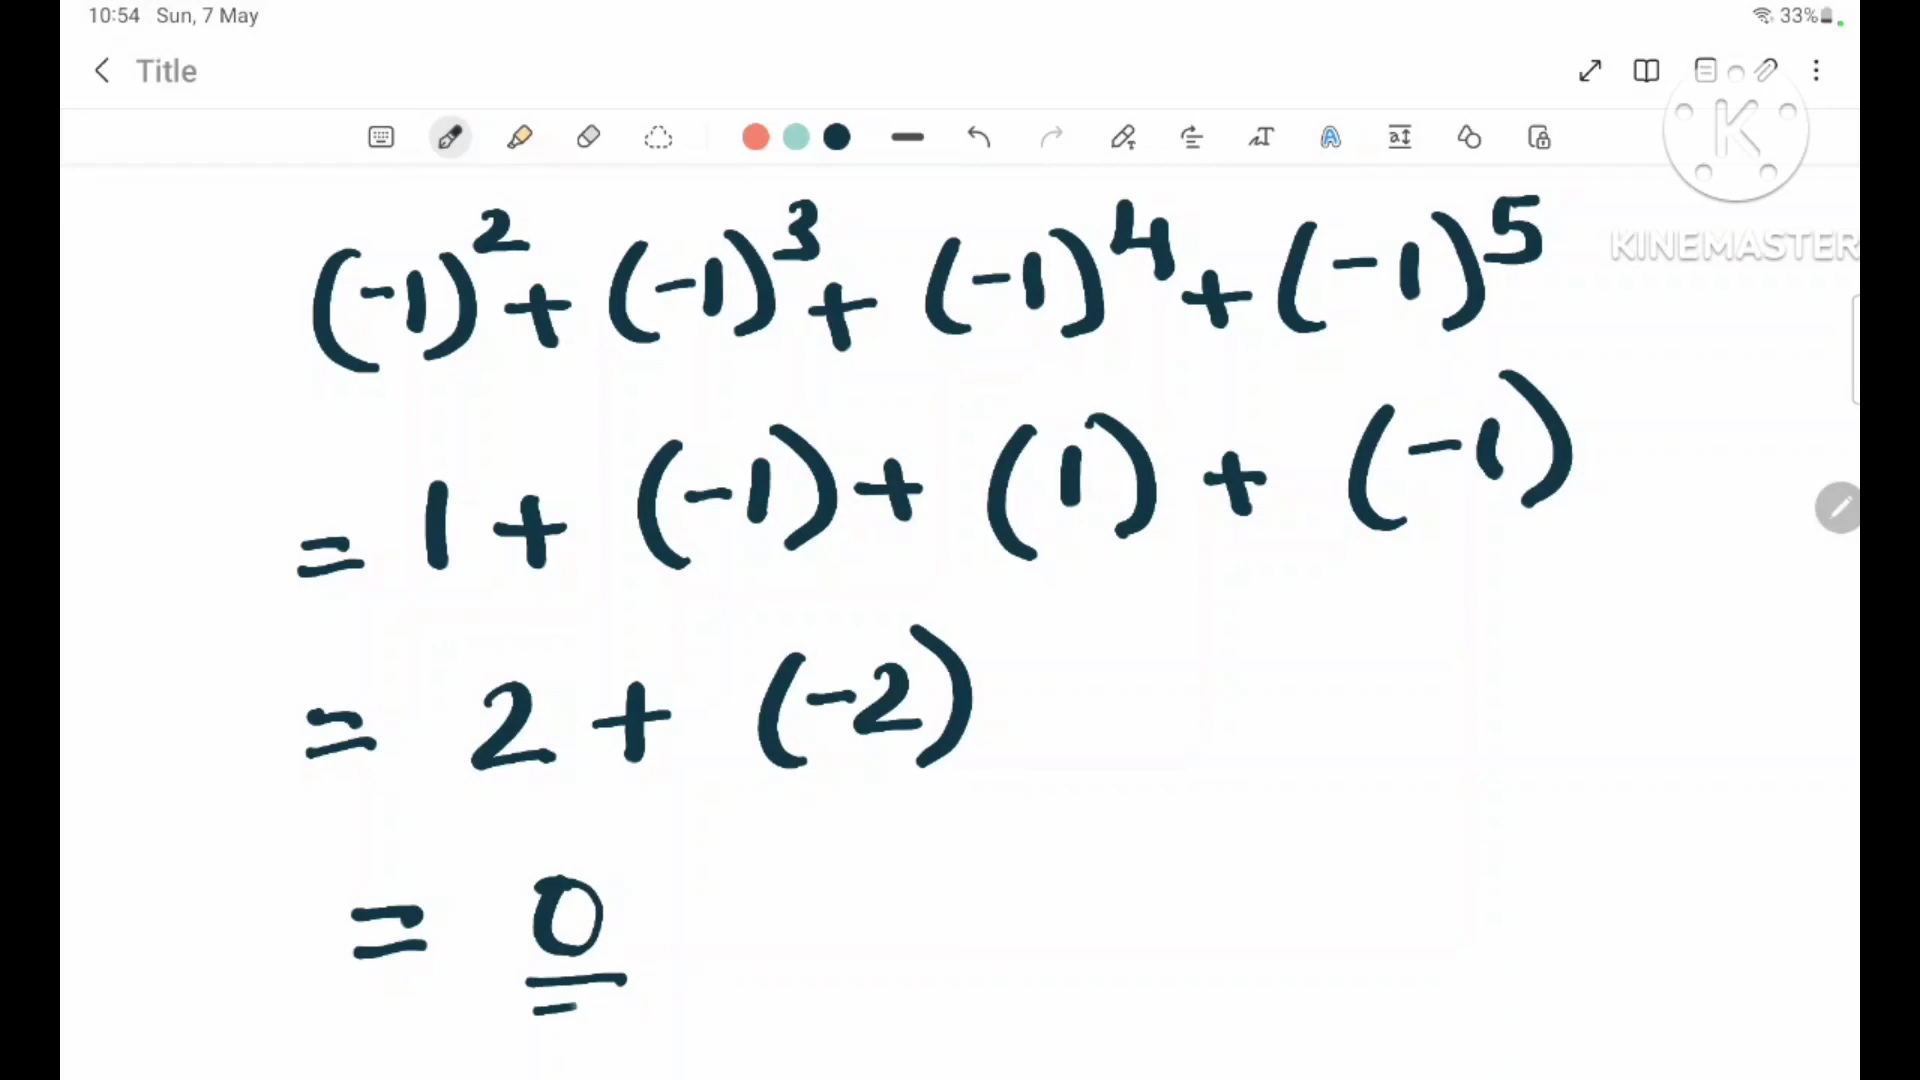 10:54 Sun, 7 May 33%
Title
K
KINEMASTER
(-1)² + (-1)³ + (-1)⁴ + (-1)⁵
= 1 + (-1) + (1) + (-1)
= 2 + (-2)
= 0